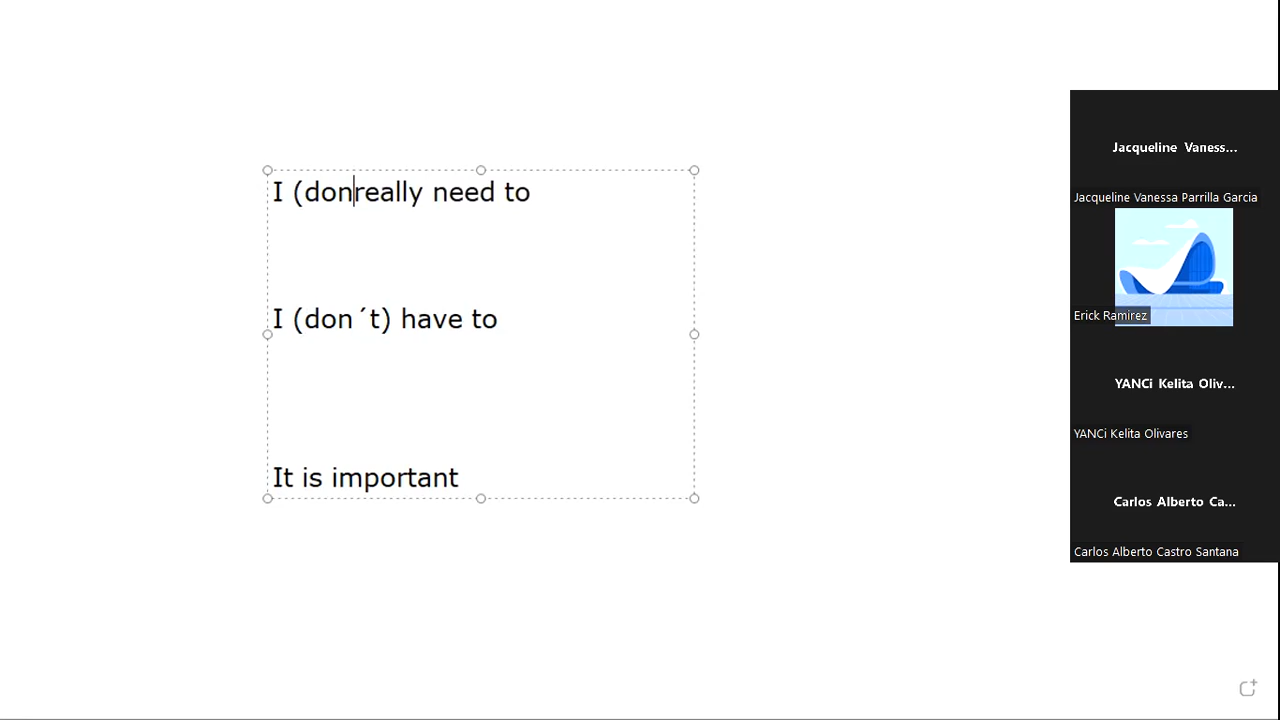 I (donreally need to
I (don´t) have to
It is important
Jacqueline Vaness...
Jacqueline Vanessa Parrilla Garcia
Erick Ramirez
YANCi Kelita Oliv...
YANCi Kelita Olivares
Carlos Alberto Ca...
Carlos Alberto Castro Santana